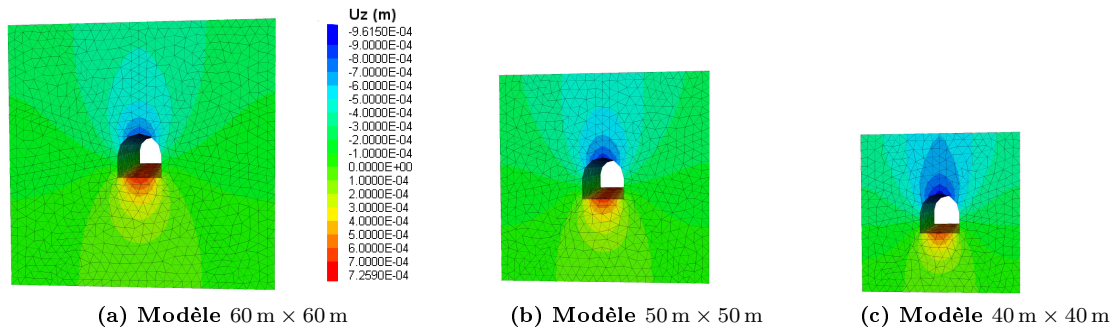 Uz (m)
-9.6150E-04
-9.0000E-04
-8.0000E-04
-7.0000E-04
-6.0000E-04
-5.0000E-04
-4.0000E-04
-3.0000E-04
-2.0000E-04
-1.0000E-04
0.0000E+00
1.0000E-04
2.0000E-04
3.0000E-04
4.0000E-04
5.0000E-04
6.0000E-04
7.0000E-04
7.2590E-04
(a) Modèle 60 m × 60 m
(b) Modèle 50 m × 50 m
(c) Modèle 40 m × 40 m